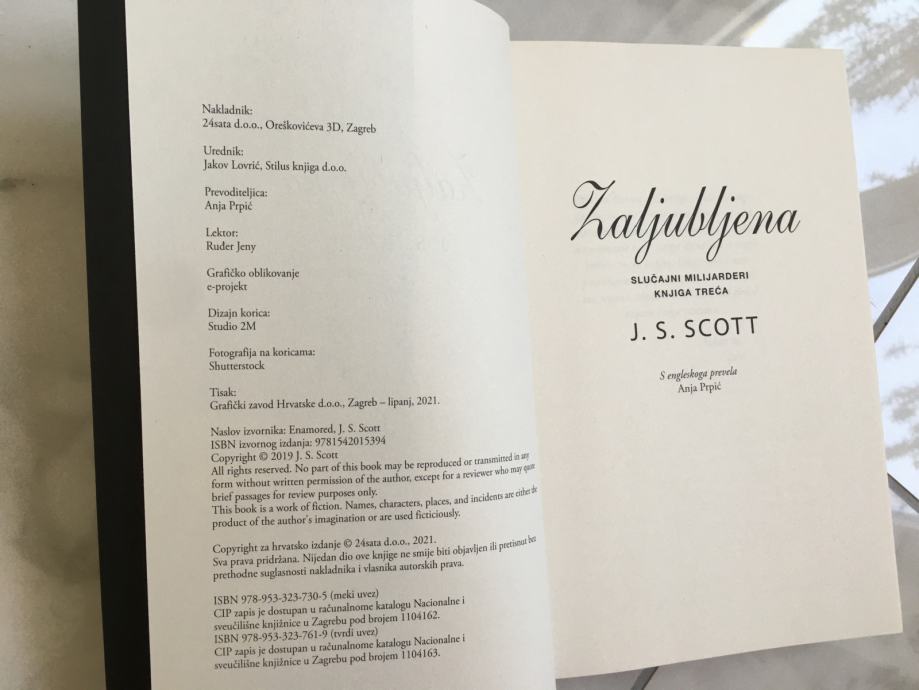 Nakladnik:
24sata d.o.o., Oreškovićeva 3D, Zagreb
Urednik:
Jakov Lovrić, Stilus knjiga d.o.o.
Prevoditeljica:
Anja Prpić
Lektor:
Ruder Jeny
Grafičko oblikovanje
e-projekt
Dizajn korica:
Studio 2M
Fotografija na koricama:
Shutterstock
Tisak:
Grafički zavod Hrvatske d.o.o., Zagreb – lipanj, 2021.
Naslov izvornika: Enamored, J. S. Scott
ISBN izvornog izdanja: 9781542015394
Copyright © 2019 J. S. Scott
All rights reserved. No part of this book may be reproduced or transmitted in any
form without written permission of the author, except for a reviewer who may quote
brief passages for review purposes only.
This book is a work of fiction. Names, characters, places, and incidents are either the
product of the author's imagination or are used ficticiously.
Copyright za hrvatsko izdanje © 24sata d.o.o., 2021.
Sva prava pridržana. Nijedan dio ove knjige ne smije biti objavljen ili pretisnut bez
prethodne suglasnosti nakladnika i vlasnika autorskih prava.
ISBN 978-953-323-730-5 (meki uvez)
CIP zapis je dostupan u računalnome katalogu Nacionalne i
sveučilišne knjižnice u Zagrebu pod brojem 1104162.
ISBN 978-953-323-761-9 (tvrdi uvez)
CIP zapis je dostupan u računalnome katalogu Nacionalne i
sveučilišne knjižnice u Zagrebu pod brojem 1104163.
Zaljubljena
SLUČAJNI MILIJARDERI
KNJIGA TREĆA
J. S. SCOTT
S engleskoga prevela
Anja Prpić